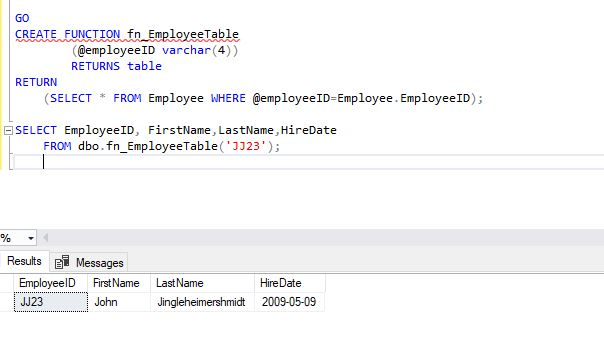 GO
CREATE FUNCTION fn_EmployeeTable
(@employeeID varchar(4))
RETURNS table
RETURN
(SELECT * FROM Employee WHERE @employeeID=Employee.EmployeeID);
SELECT EmployeeID, FirstName,LastName,HireDate
FROM dbo.fn_EmployeeTable('JJ23');
%
Results Messages
EmployeeID FirstName LastName HireDate
JJ23 John Jingleheimershmidt 2009-05-09